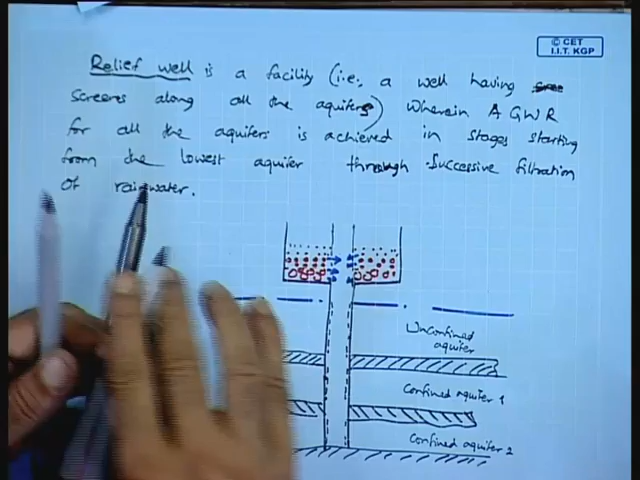 © CET
I.I.T. KGP
Relief well is a facility (i.e. a well having
screens along all the aquifers) wherein AGWR
for all the aquifers is achieved in stages starting
from the lowest aquifer through successive filtration
of rainwater.
Unconfined
aquifer
Confined aquifer 1
Confined aquifer 2